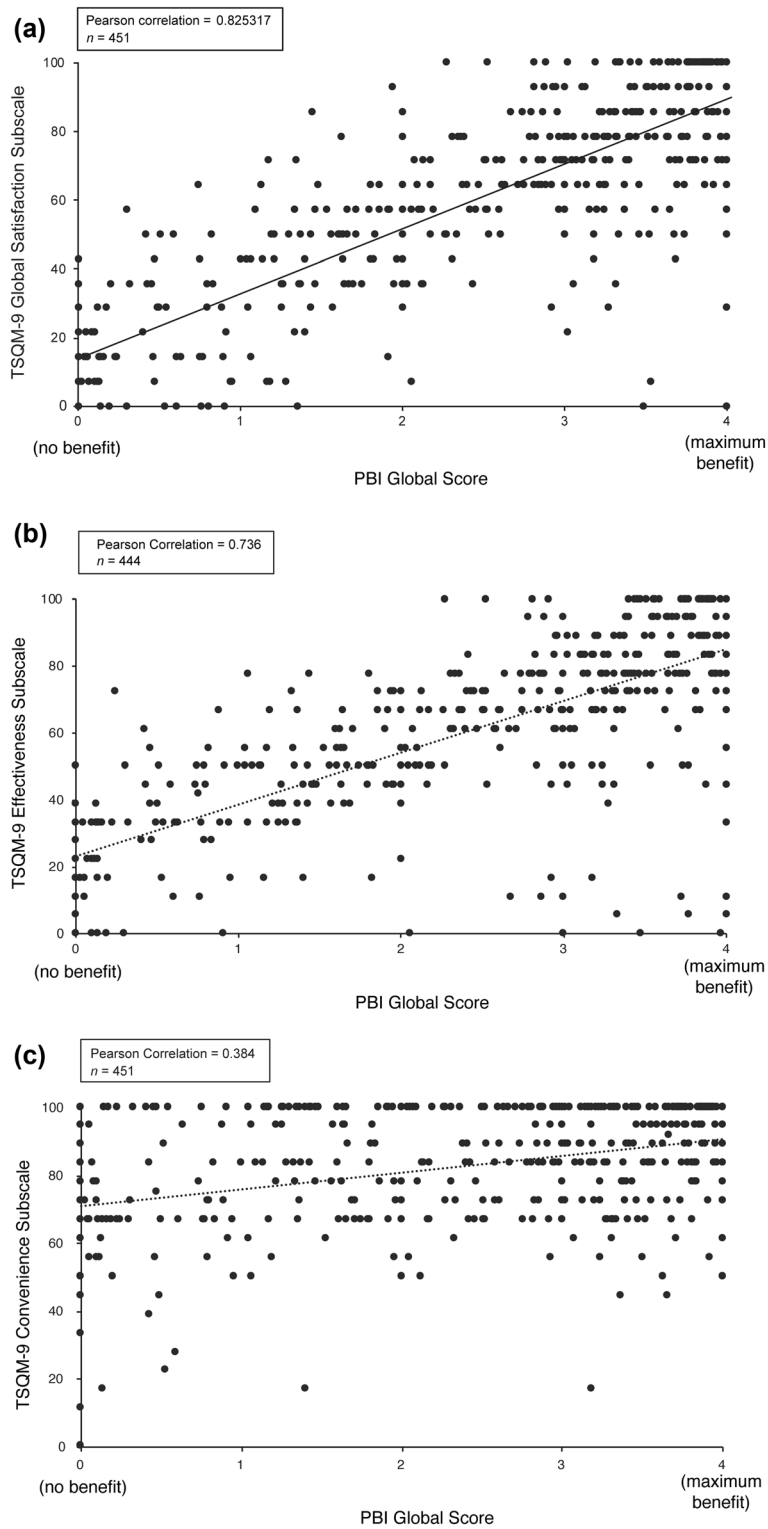 (a)
Pearson correlation = 0.825317
n = 451
TSQM-9 Global Satisfaction Subscale
100
80
60
40
20
0
0 1 2 3 4
(no benefit)
(maximum
benefit)
PBI Global Score
(b)
Pearson Correlation = 0.736
n = 444
TSQM-9 Effectiveness Subscale
100
80
60
40
20
0
0 1 2 3 4
(no benefit)
(maximum
benefit)
PBI Global Score
(c)
Pearson Correlation = 0.384
n = 451
TSQM-9 Convenience Subscale
100
80
60
40
20
0
0 1 2 3 4
(no benefit)
(maximum
benefit)
PBI Global Score